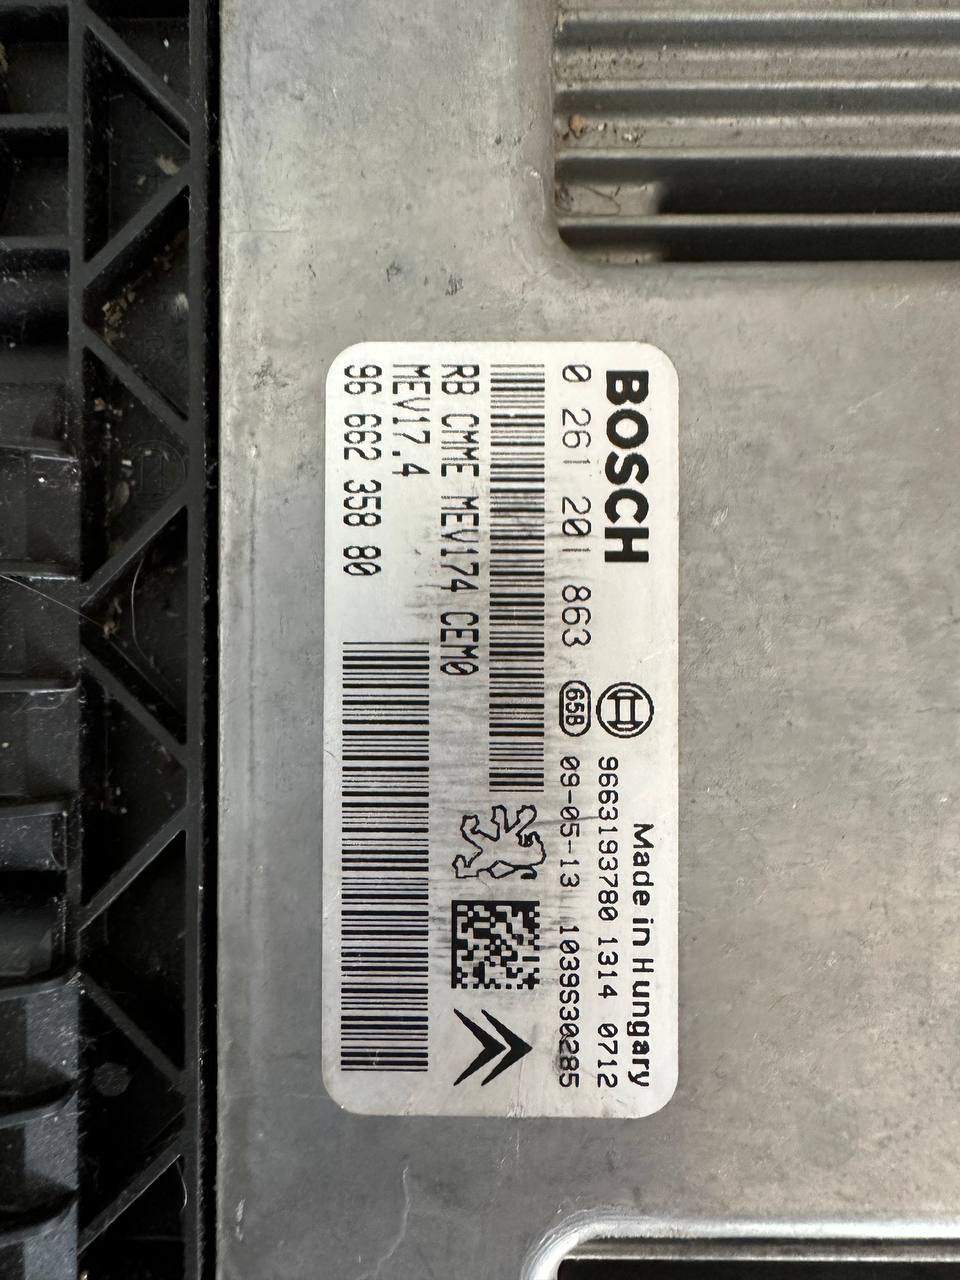 BOSCH
Made in Hungary
9663193780 1314 0712
0 261 201 863 65B 09-05-13 1039S30285
RB CMME MEV174 CEM0
MEV17.4
96 662 358 80